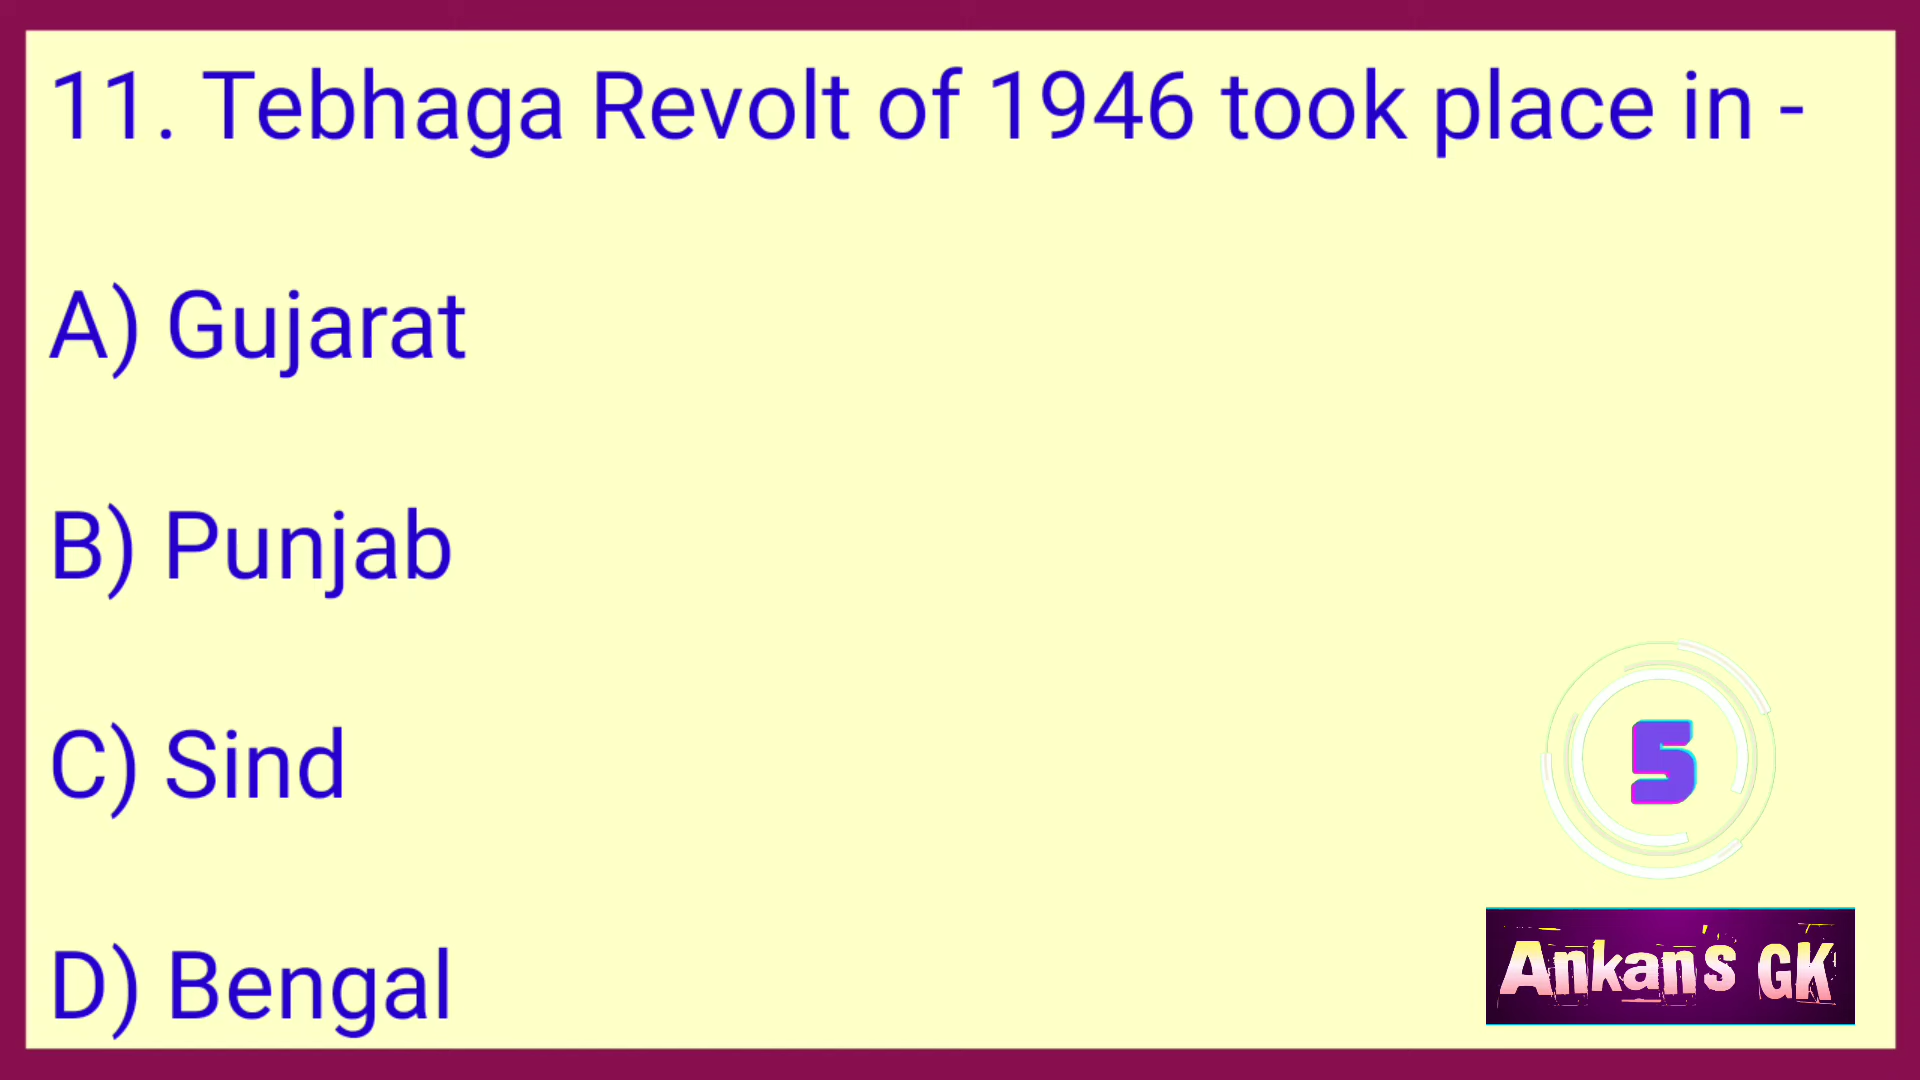 11. Tebhaga Revolt of 1946 took place in -
A) Gujarat
B) Punjab
C) Sind
D) Bengal
5
Ankan's GK